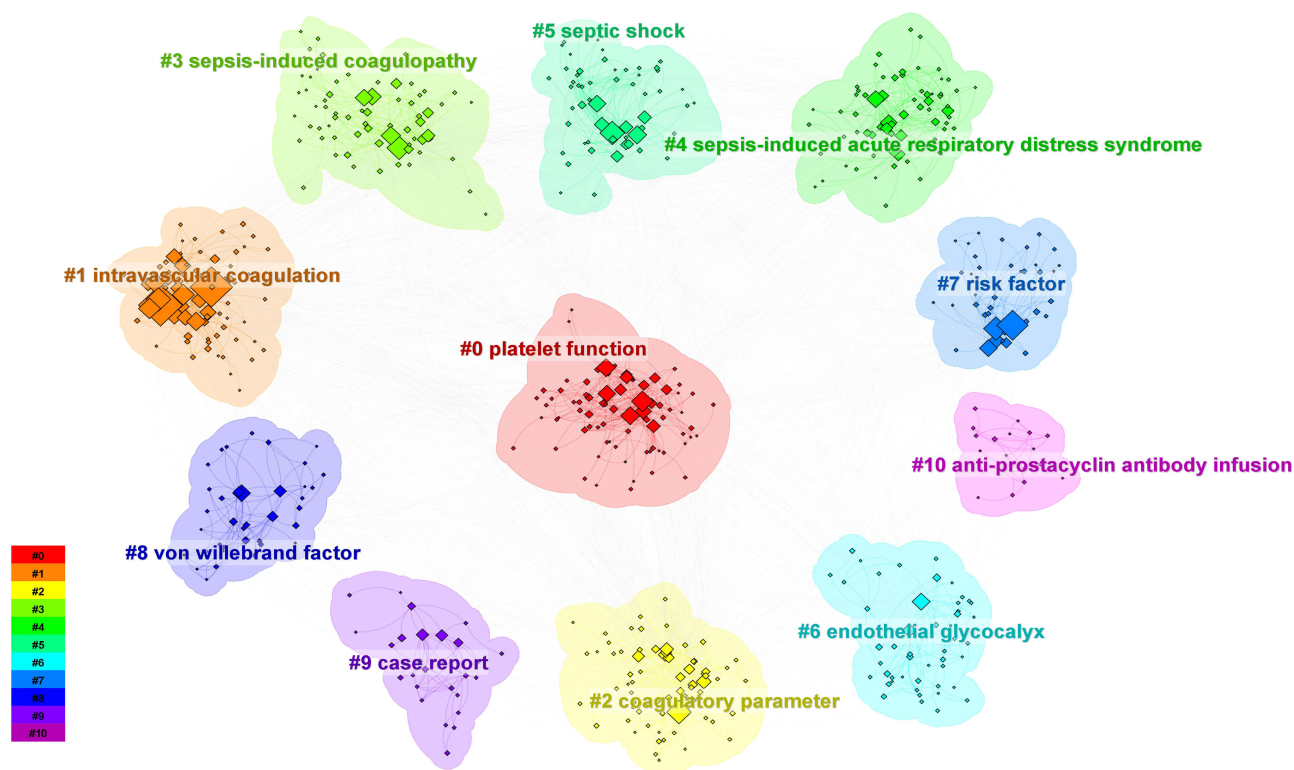 #5 septic shock
#3 sepsis-induced coagulopathy
#4 sepsis-induced acute respiratory distress syndrome
#1 intravascular coagulation
#7 risk factor
#0 platelet function
#10 anti-prostacyclin antibody infusion
#8 von willebrand factor
#6 endothelial glycocalyx
#9 case report
#2 coagulatory parameter
#0
#1
#2
#3
#4
#5
#6
#7
#8
#9
#10